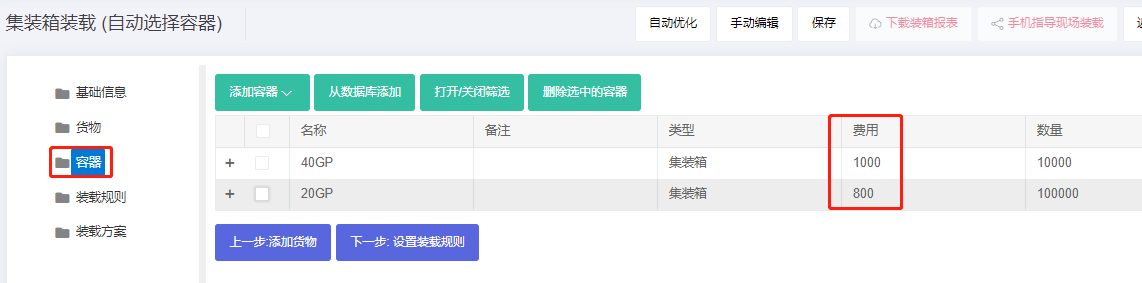 集装箱装载 (自动选择容器)
自动优化 手动编辑 保存 下载装箱报表 手机指导现场装载
基础信息
货物
容器
装载规则
装载方案
添加容器 从数据库添加 打开/关闭筛选 删除选中的容器
名称 备注 类型 费用 数量
+ 40GP 集装箱 1000 10000
+ 20GP 集装箱 800 100000
上一步:添加货物 下一步: 设置装载规则